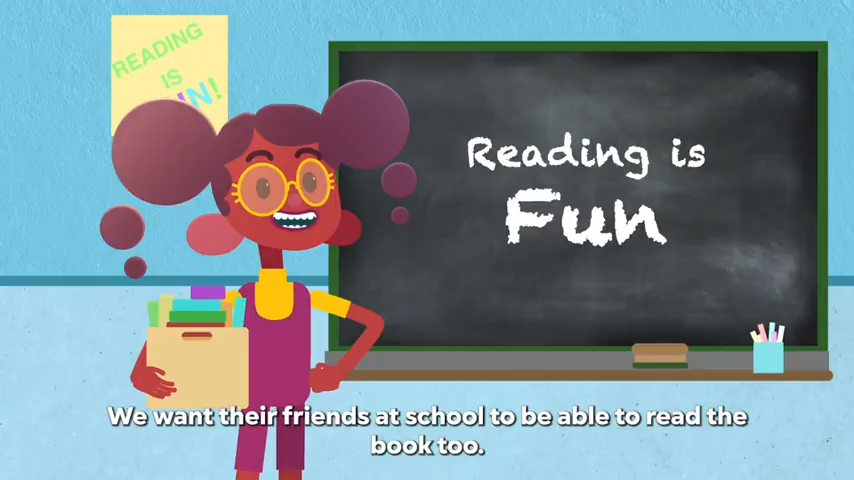 READING
IS
Reading is
Fun
We want their friends at school to be able to read the
book too.